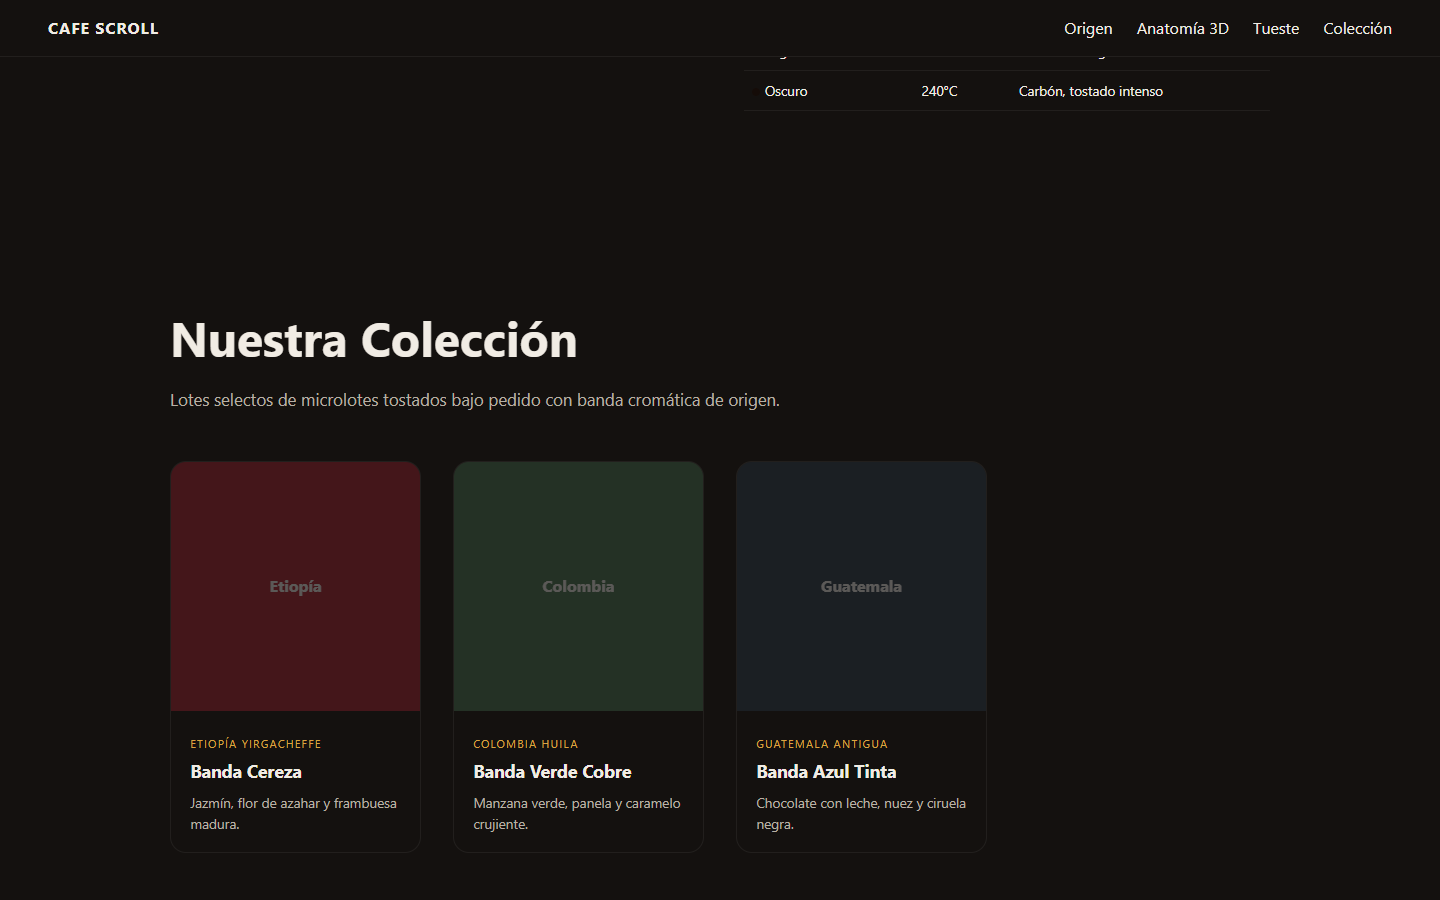 CAFE SCROLL
Origen
Anatomía 3D
Tueste
Colección
Oscuro
240°C
Carbón, tostado intenso
Nuestra Colección
Lotes selectos de microlotes tostados bajo pedido con banda cromática de origen.
Etiopía
ETIOPÍA YIRGACHEFFE
Banda Cereza
Jazmín, flor de azahar y frambuesa
madura.
Colombia
COLOMBIA HUILA
Banda Verde Cobre
Manzana verde, panela y caramelo
crujiente.
Guatemala
GUATEMALA ANTIGUA
Banda Azul Tinta
Chocolate con leche, nuez y ciruela
negra.